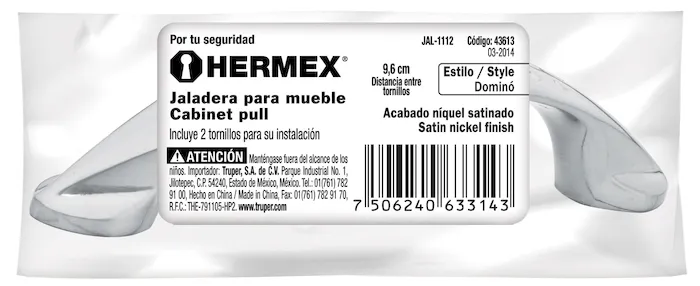 Por tu seguridad
HERMEX®
Jaladera para mueble
Cabinet pull
Incluye 2 tornillos para su instalación
ATENCIÓN Manténgase fuera del alcance de los
niños. Importador: Truper, S.A. de C.V. Parque Industrial No. 1,
Jilotepec, C.P. 54240, Estado de México, México. Tel.: 01(761) 782
91 00, Hecho en China / Made in China, Fax: 01(761) 782 91 70,
R.F.C.: THE-791105-HP2. www.truper.com
JAL-1112 Código: 43613
03-2014
9,6 cm
Distancia entre
tornillos
Estilo / Style
Dominó
Acabado níquel satinado
Satin nickel finish
7 506240 633143